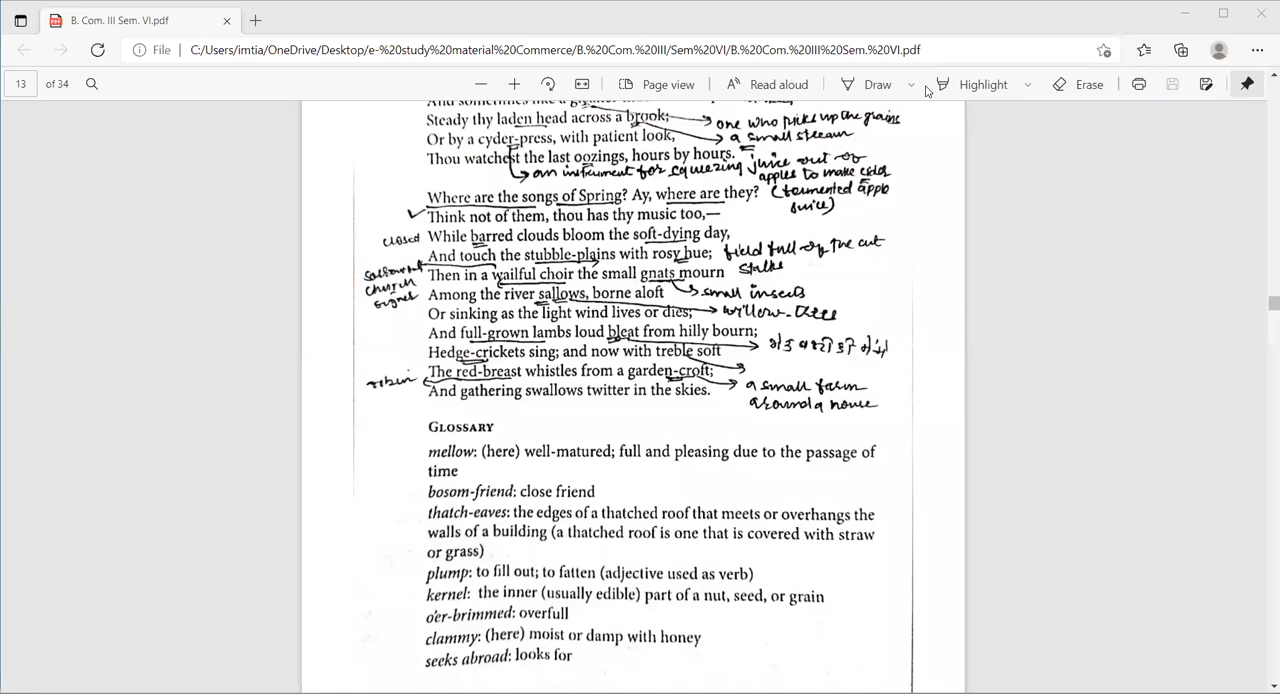 B. Com. III Sem. VI.pdf
File
C:/Users/imtia/OneDrive/Desktop/e-%20study%20material%20Commerce/B.%20Com.%20III/Sem%20VI/B.%20Com.%20III%20Sem.%20VI.pdf
13 of 34 Page view Read aloud Draw Highlight Erase
And sometimes like a
Steady thy laden head across a brook; one who picks up the grains
Or by a cyder-press, with patient look, a small stream
Thou watchest the last oozings, hours by hours.
an instrument for squeezing juice out of
apples to make cider
Where are the songs of Spring? Ay, where are they? (fermented apple
juice)
Think not of them, thou has thy music too,—
closed While barred clouds bloom the soft-dying day,
And touch the stubble-plains with rosy hue; field full of the cut
stalks
Then in a wailful choir the small gnats mourn
church
singer Among the river sallows, borne aloft small insects
Or sinking as the light wind lives or dies; willow-tree
And full-grown lambs loud bleat from hilly bourn;
Hedge-crickets sing; and now with treble soft
robin The red-breast whistles from a garden-croft;
And gathering swallows twitter in the skies. a small farm
around a house
GLOSSARY
mellow: (here) well-matured; full and pleasing due to the passage of
time
bosom-friend: close friend
thatch-eaves: the edges of a thatched roof that meets or overhangs the
walls of a building (a thatched roof is one that is covered with straw
or grass)
plump: to fill out; to fatten (adjective used as verb)
kernel: the inner (usually edible) part of a nut, seed, or grain
o'er-brimmed: overfull
clammy: (here) moist or damp with honey
seeks abroad: looks for